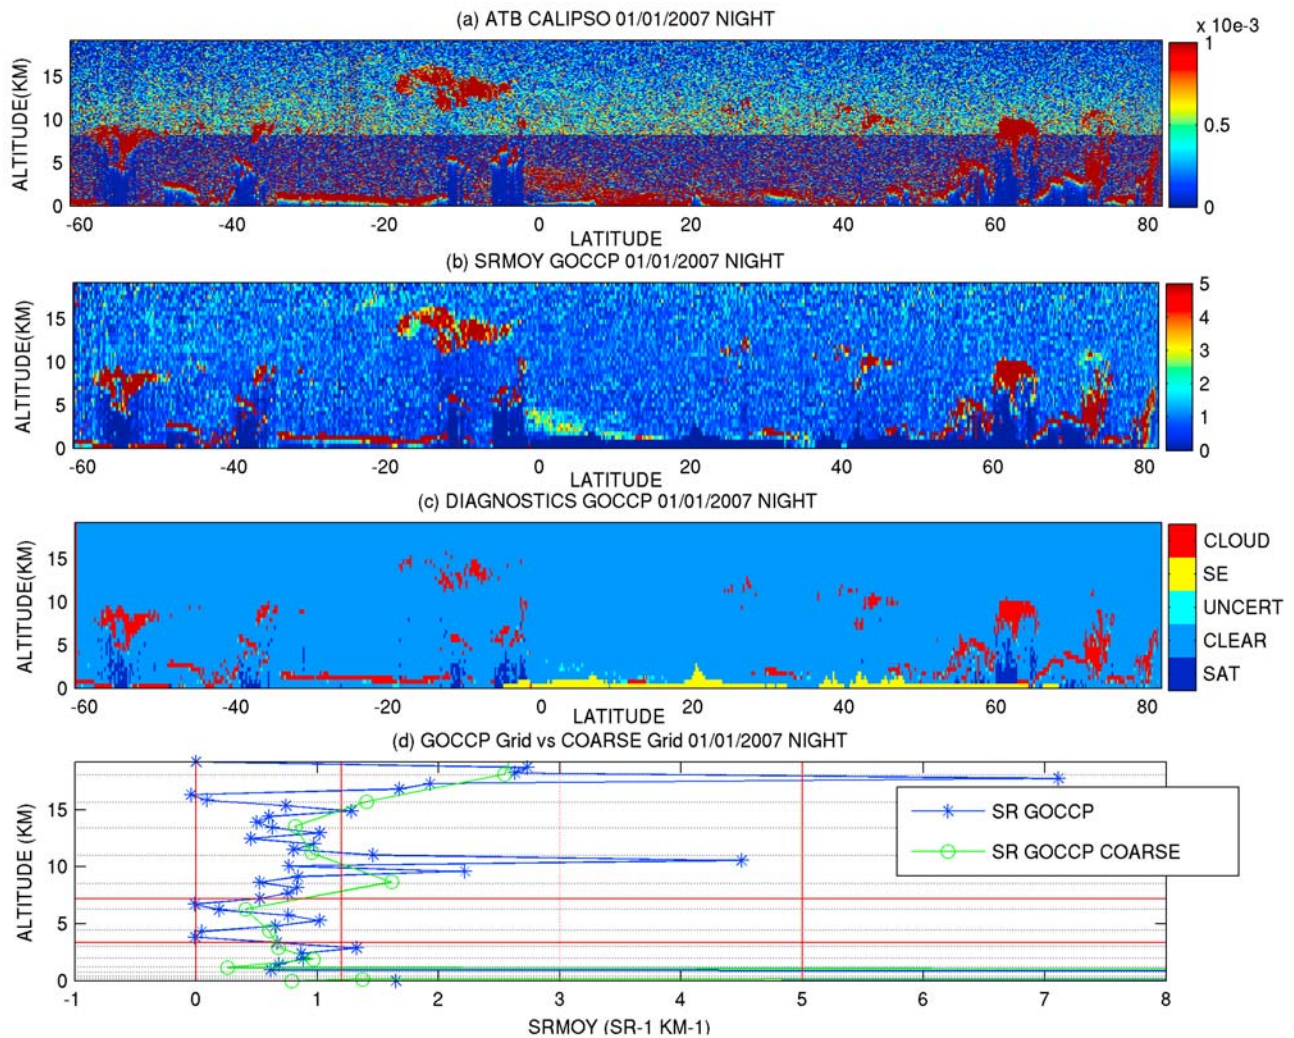 (a) ATB CALIPSO 01/01/2007 NIGHT
x 10e-3
ALTITUDE(KM)
15
10
5
0
1
0.5
0
-60 -40 -20 0 20 40 60 80
LATITUDE
(b) SRMOY GOCCP 01/01/2007 NIGHT
ALTITUDE(KM)
15
10
5
0
5
4
3
2
1
0
-60 -40 -20 0 20 40 60 80
LATITUDE
(c) DIAGNOSTICS GOCCP 01/01/2007 NIGHT
ALTITUDE (KM)
15
10
5
0
CLOUD
SE
UNCERT
CLEAR
SAT
-60 -40 -20 0 20 40 60 80
LATITUDE
(d) GOCCP Grid vs COARSE Grid 01/01/2007 NIGHT
ALTITUDE (KM)
15
10
5
0
SR GOCCP
SR GOCCP COARSE
-1 0 1 2 3 4 5 6 7 8
SRMOY (SR-1 KM-1)